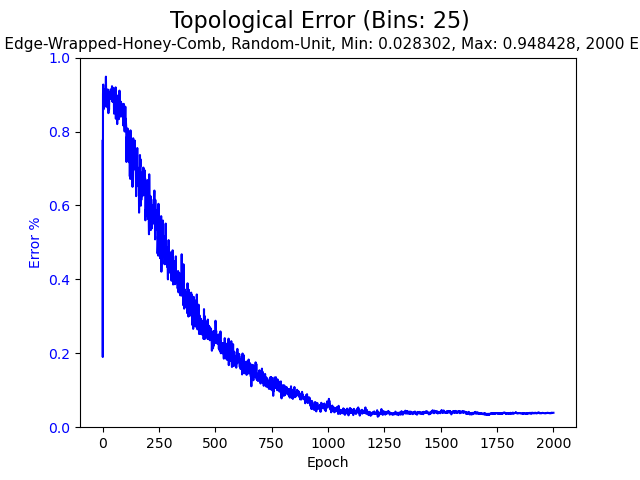 Topological Error (Bins: 25)
Edge-Wrapped-Honey-Comb, Random-Unit, Min: 0.028302, Max: 0.948428, 2000 E
1.0
0.8
0.6
0.4
0.2
0.0
Error %
0 250 500 750 1000 1250 1500 1750 2000
Epoch